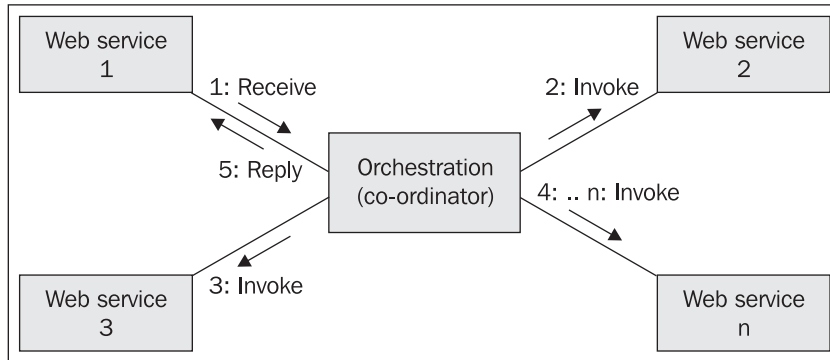 Web service
1
Web service
2
1: Receive
2: Invoke
Orchestration
(co-ordinator)
5: Reply
4: .. n: Invoke
3: Invoke
Web service
3
Web service
n